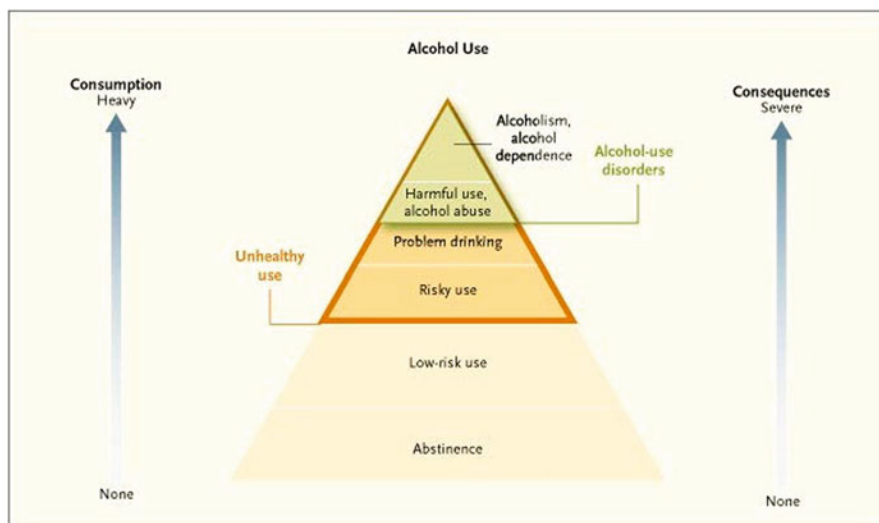 Alcohol Use
Consumption
Heavy
Consequences
Severe
Alcoholism,
alcohol
dependence
Alcohol-use
disorders
Harmful use,
alcohol abuse
Problem drinking
Unhealthy
use
Risky use
Low-risk use
Abstinence
None
None